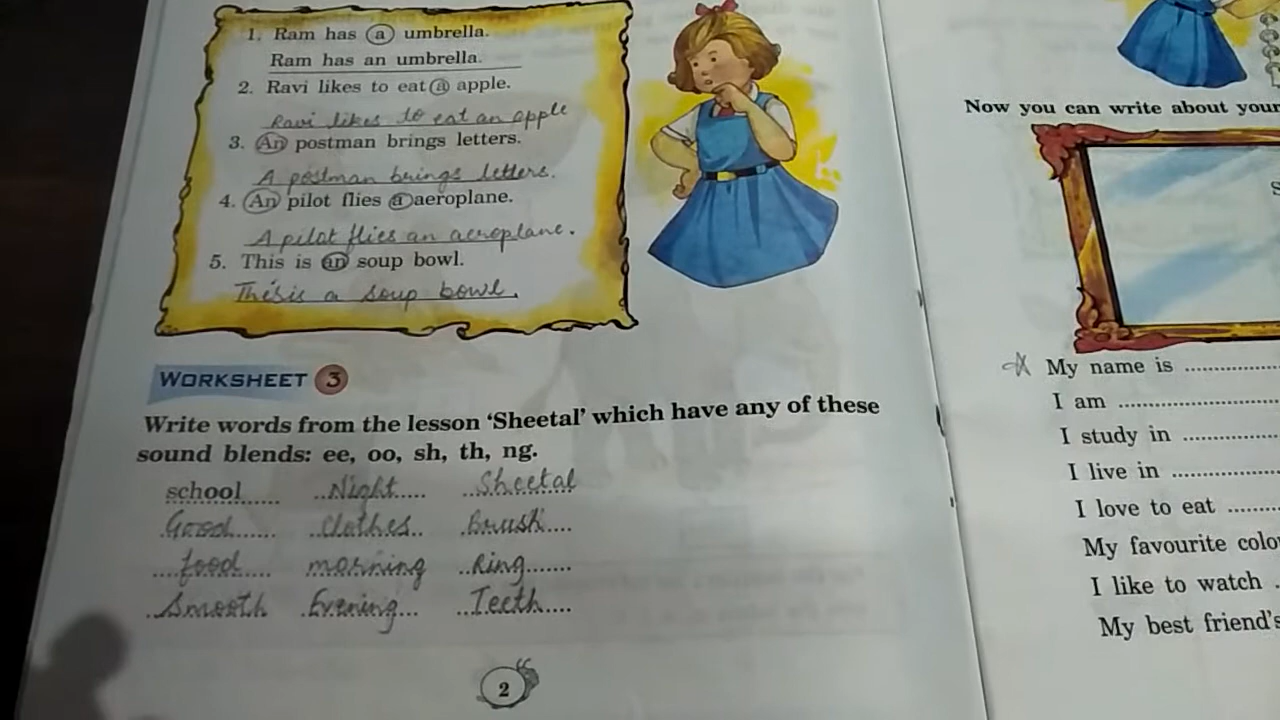 1. Ram has a umbrella.
Ram has an umbrella.
2. Ravi likes to eat a apple.
Ravi likes to eat an apple
3. An postman brings letters.
A postman brings letters.
4. An pilot flies a aeroplane.
A pilot flies an aeroplane.
5. This is an soup bowl.
This is a soup bowl.
WORKSHEET 3
Write words from the lesson ‘Sheetal’ which have any of these
sound blends: ee, oo, sh, th, ng.
school Night Sheetal
Good Clothes Brush
food morning Ring
Smooth Evening Teeth
2
Now you can write about your
My name is
I am
I study in
I live in
I love to eat
My favourite colo
I like to watch
My best friend's